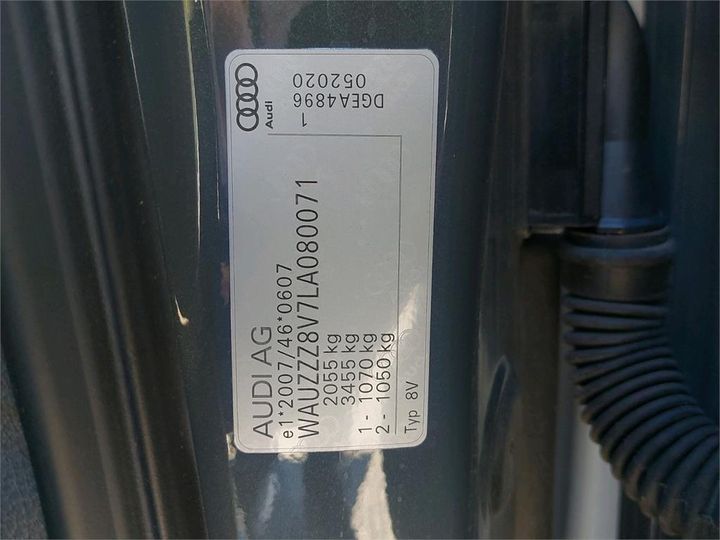 AUDI AG
e1*2007/46*0607
WAUZZZ8V7LA080071
2055 kg
3455 kg
1 - 1070 kg
2 - 1050 kg
Typ 8V
Audi
1
DGEA4896
052020